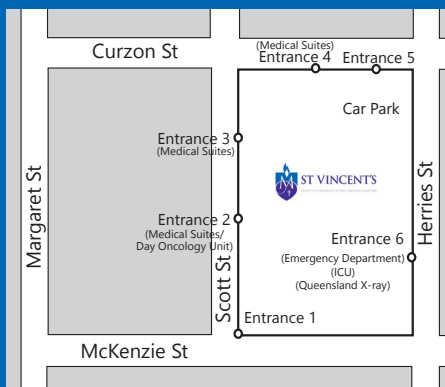 Curzon St
(Medical Suites)
Entrance 4
Entrance 5
Car Park
Entrance 3
(Medical Suites)
ST VINCENT'S
Margaret St
Herries St
Entrance 2
(Medical Suites/
Day Oncology Unit)
Scott St
Entrance 6
(Emergency Department)
(ICU)
(Queensland X-ray)
Entrance 1
McKenzie St